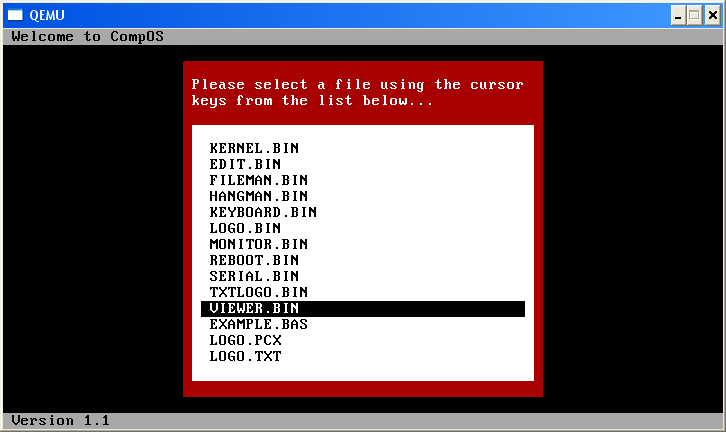 QEMU
Welcome to CompOS
Please select a file using the cursor
keys from the list below...
KERNEL.BIN
EDIT.BIN
FILEMAN.BIN
HANGMAN.BIN
KEYBOARD.BIN
LOGO.BIN
MONITOR.BIN
REBOOT.BIN
SERIAL.BIN
TXTLOGO.BIN
VIEWER.BIN
EXAMPLE.BAS
LOGO.PCX
LOGO.TXT
Version 1.1